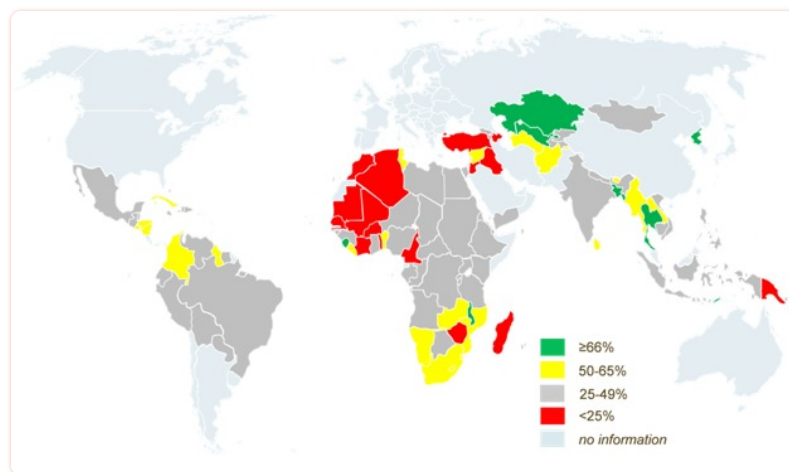 ≥66%
50-65%
25-49%
<25%
no information